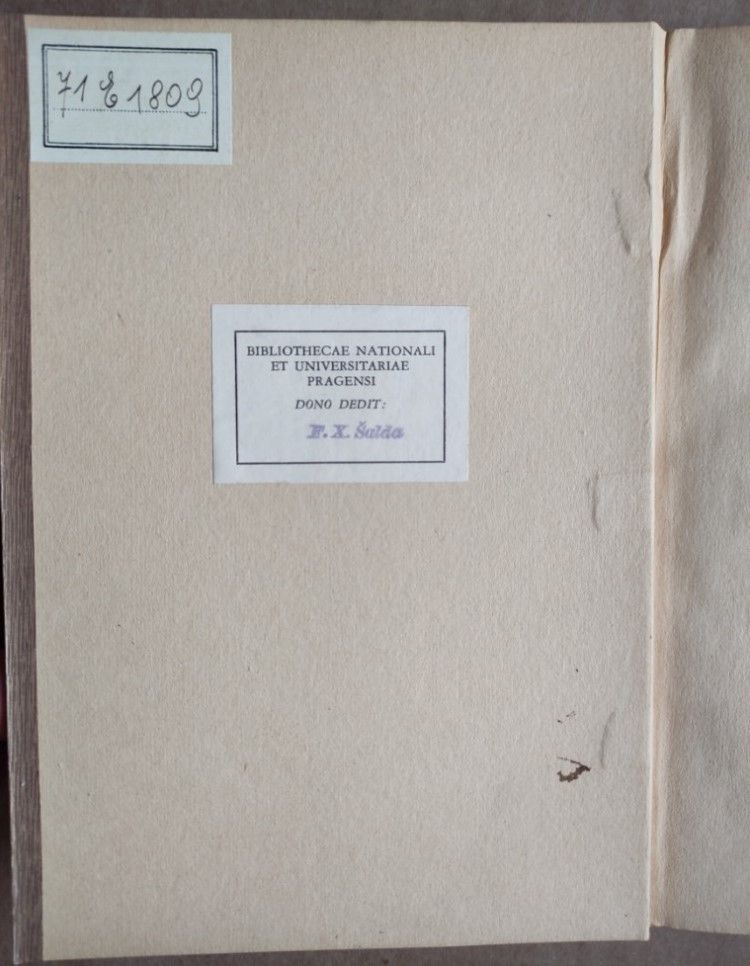 71 E 1809
BIBLIOTHECAE NATIONALI
ET UNIVERSITARIAE
PRAGENSI
DONO DEDIT:
F. X. Šalda